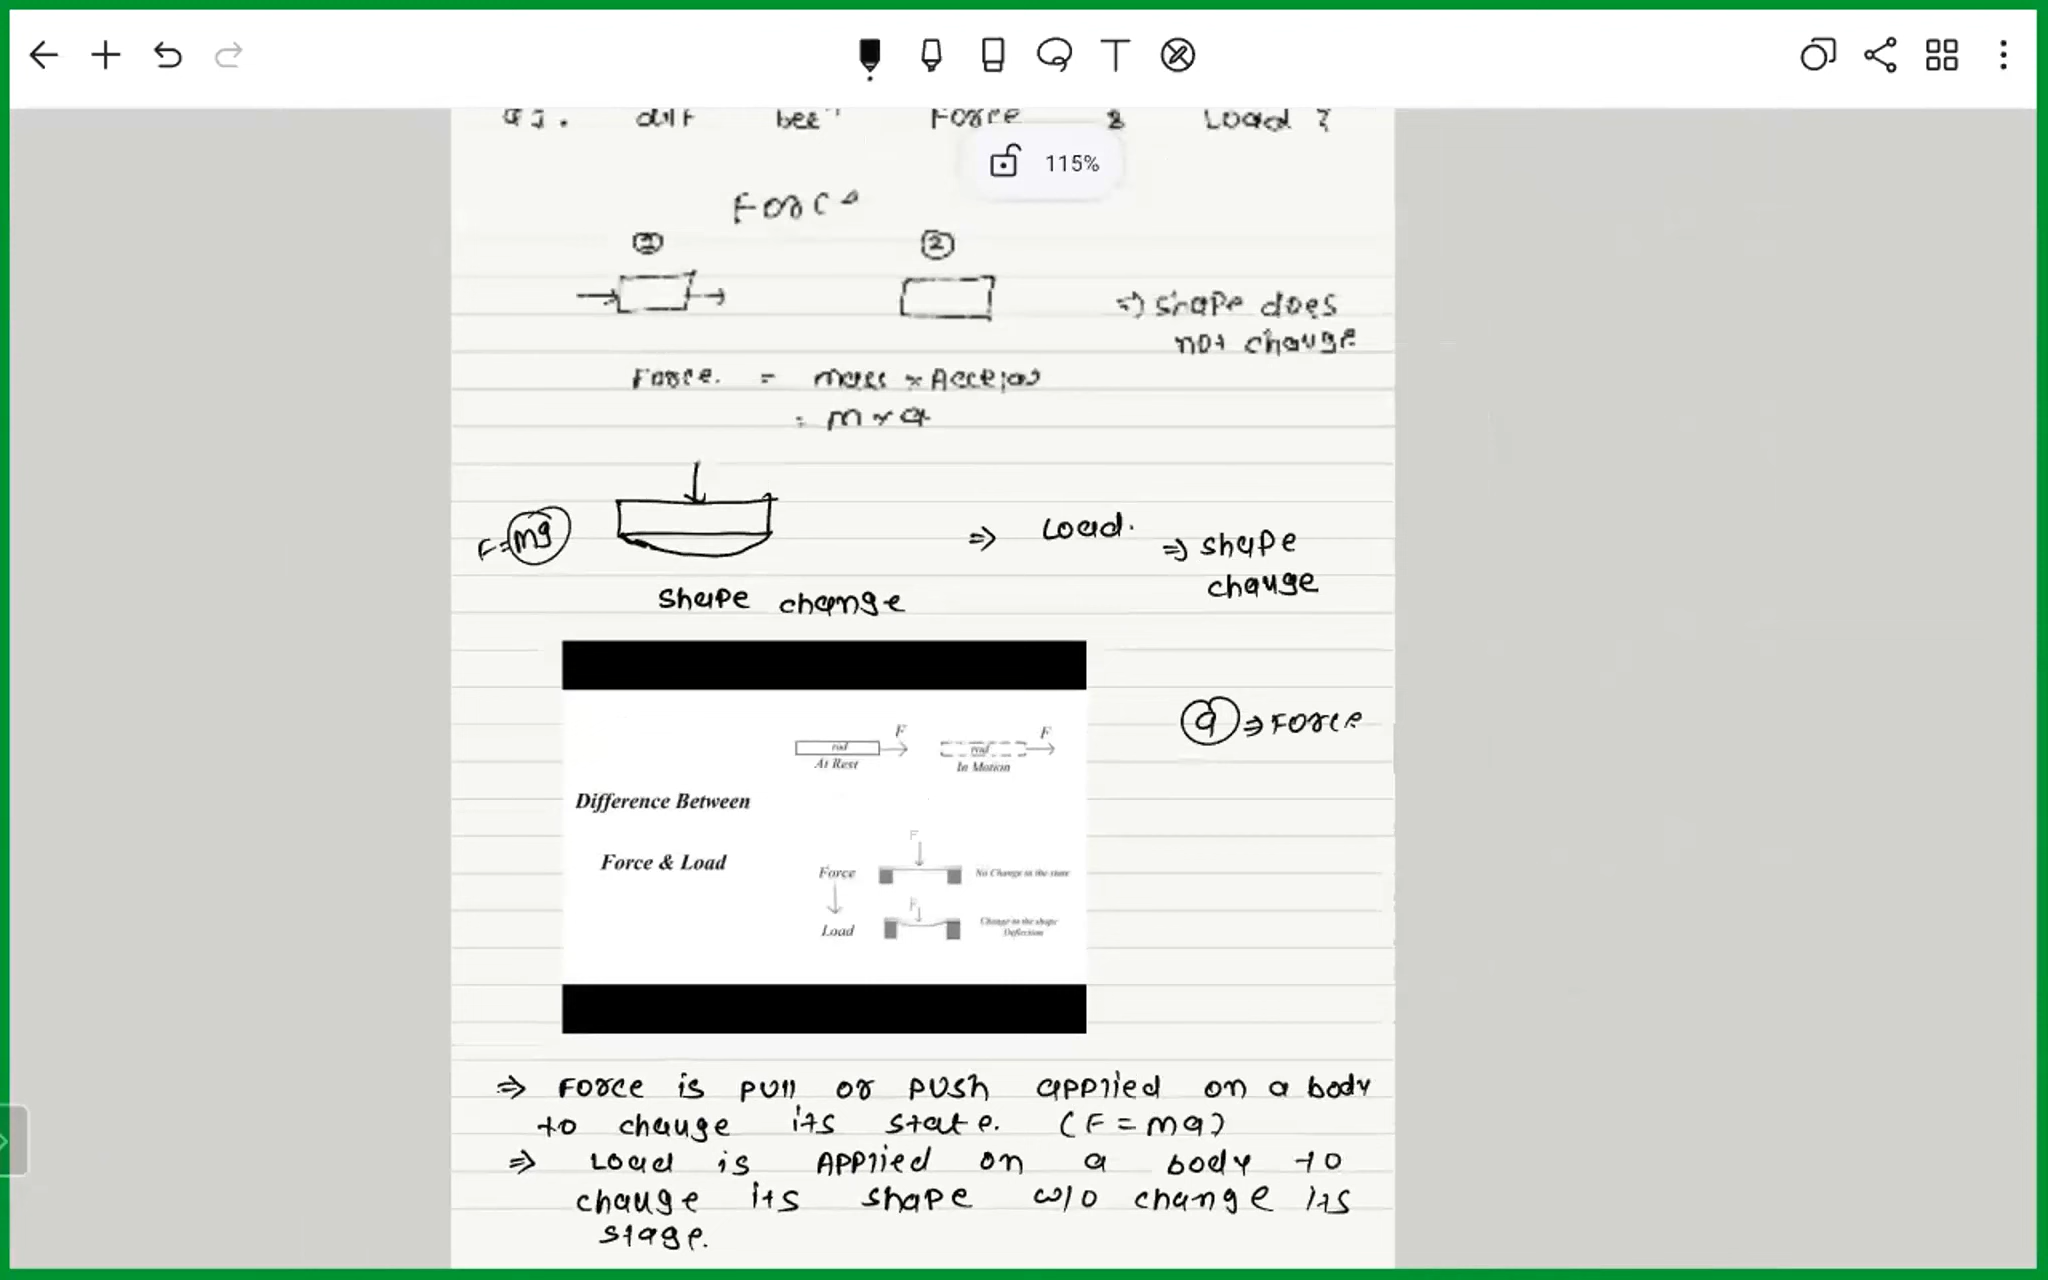 Force & Load ?
115%
Force
① ②
=> shape does
not change
Force. = mass × Accelas
= m × a
F=mg
=> Load. => shape
change
shape change
a => Force
F F
rod rod
At Rest In Motion
Difference Between
F
Force & Load
Force No Change in the state
F
Load Change in the shape
Deflection
=> Force is pull or push applied on a body
to change its state. (F = ma)
=> Load is Applied on a body to
change its shape w/o change its
stage.